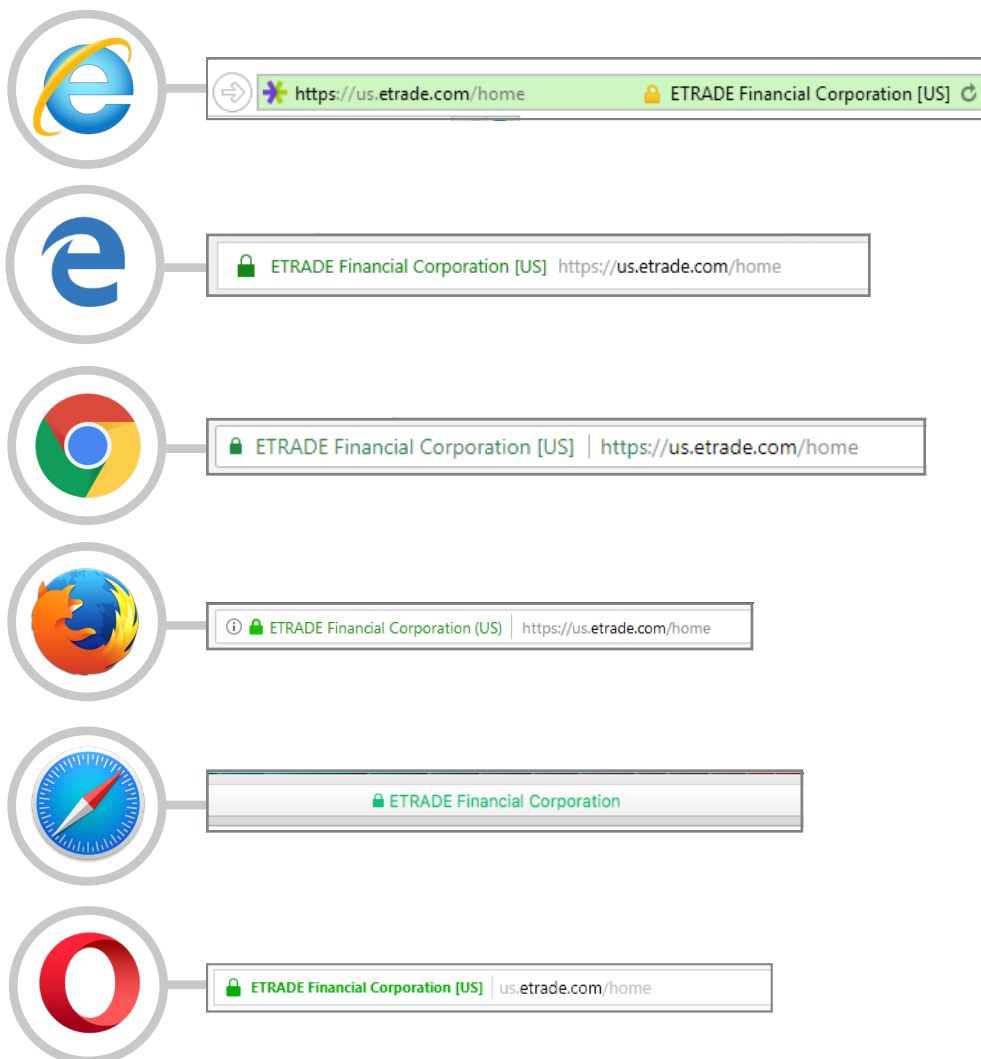 https://us.etrade.com/home ETRADE Financial Corporation [US]
ETRADE Financial Corporation [US] https://us.etrade.com/home
ETRADE Financial Corporation [US] https://us.etrade.com/home
ETRADE Financial Corporation (US) https://us.etrade.com/home
ETRADE Financial Corporation
ETRADE Financial Corporation [US] us.etrade.com/home